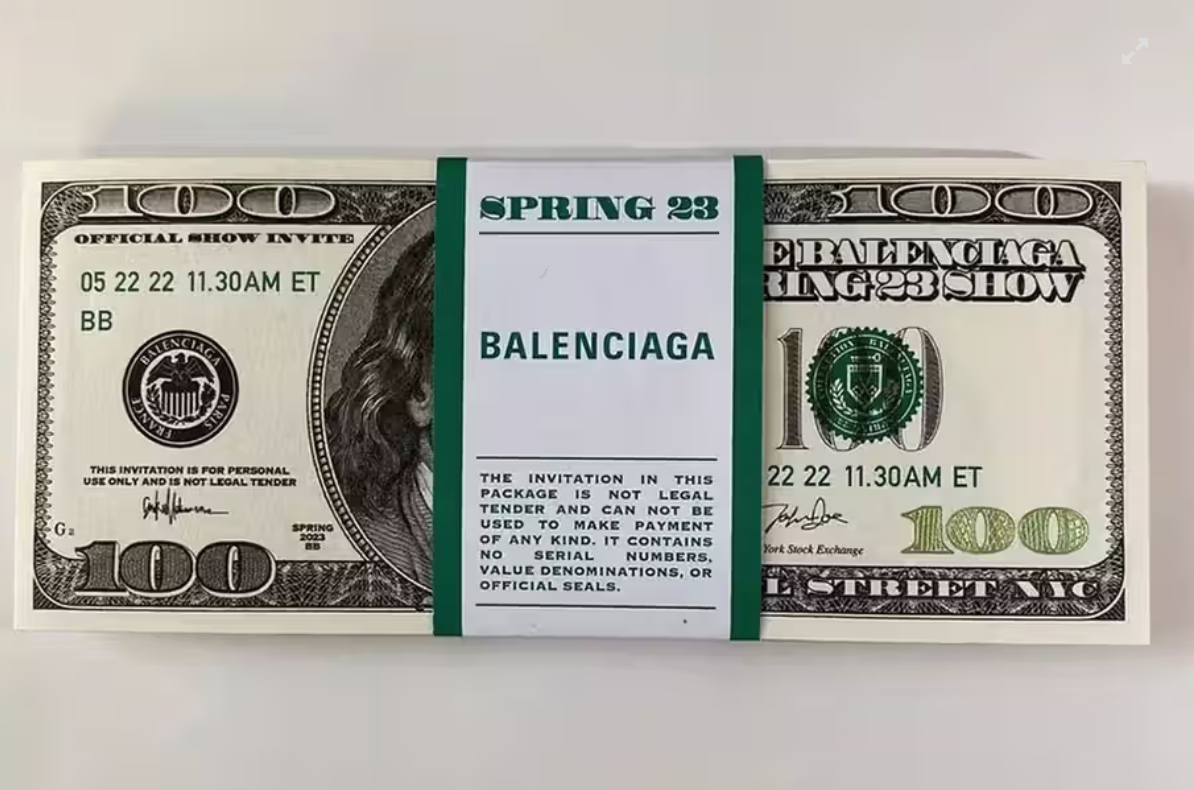 100
100
OFFICIAL SHOW INVITE
05 22 22 11.30AM ET
BB
BALENCIAGA
PARIS
FRANCE
THIS INVITATION IS FOR PERSONAL
USE ONLY AND IS NOT LEGAL TENDER
G2
SPRING
2023
BB
100
SPRING 23
BALENCIAGA
THE INVITATION IN THIS
PACKAGE IS NOT LEGAL
TENDER AND CAN NOT BE
USED TO MAKE PAYMENT
OF ANY KIND. IT CONTAINS
NO SERIAL NUMBERS,
VALUE DENOMINATIONS, OR
OFFICIAL SEALS.
E BALENCIAGA
RING 23 SHOW
100
22 22 11.30AM ET
John Doe
York Stock Exchange
100
L STREET NYC